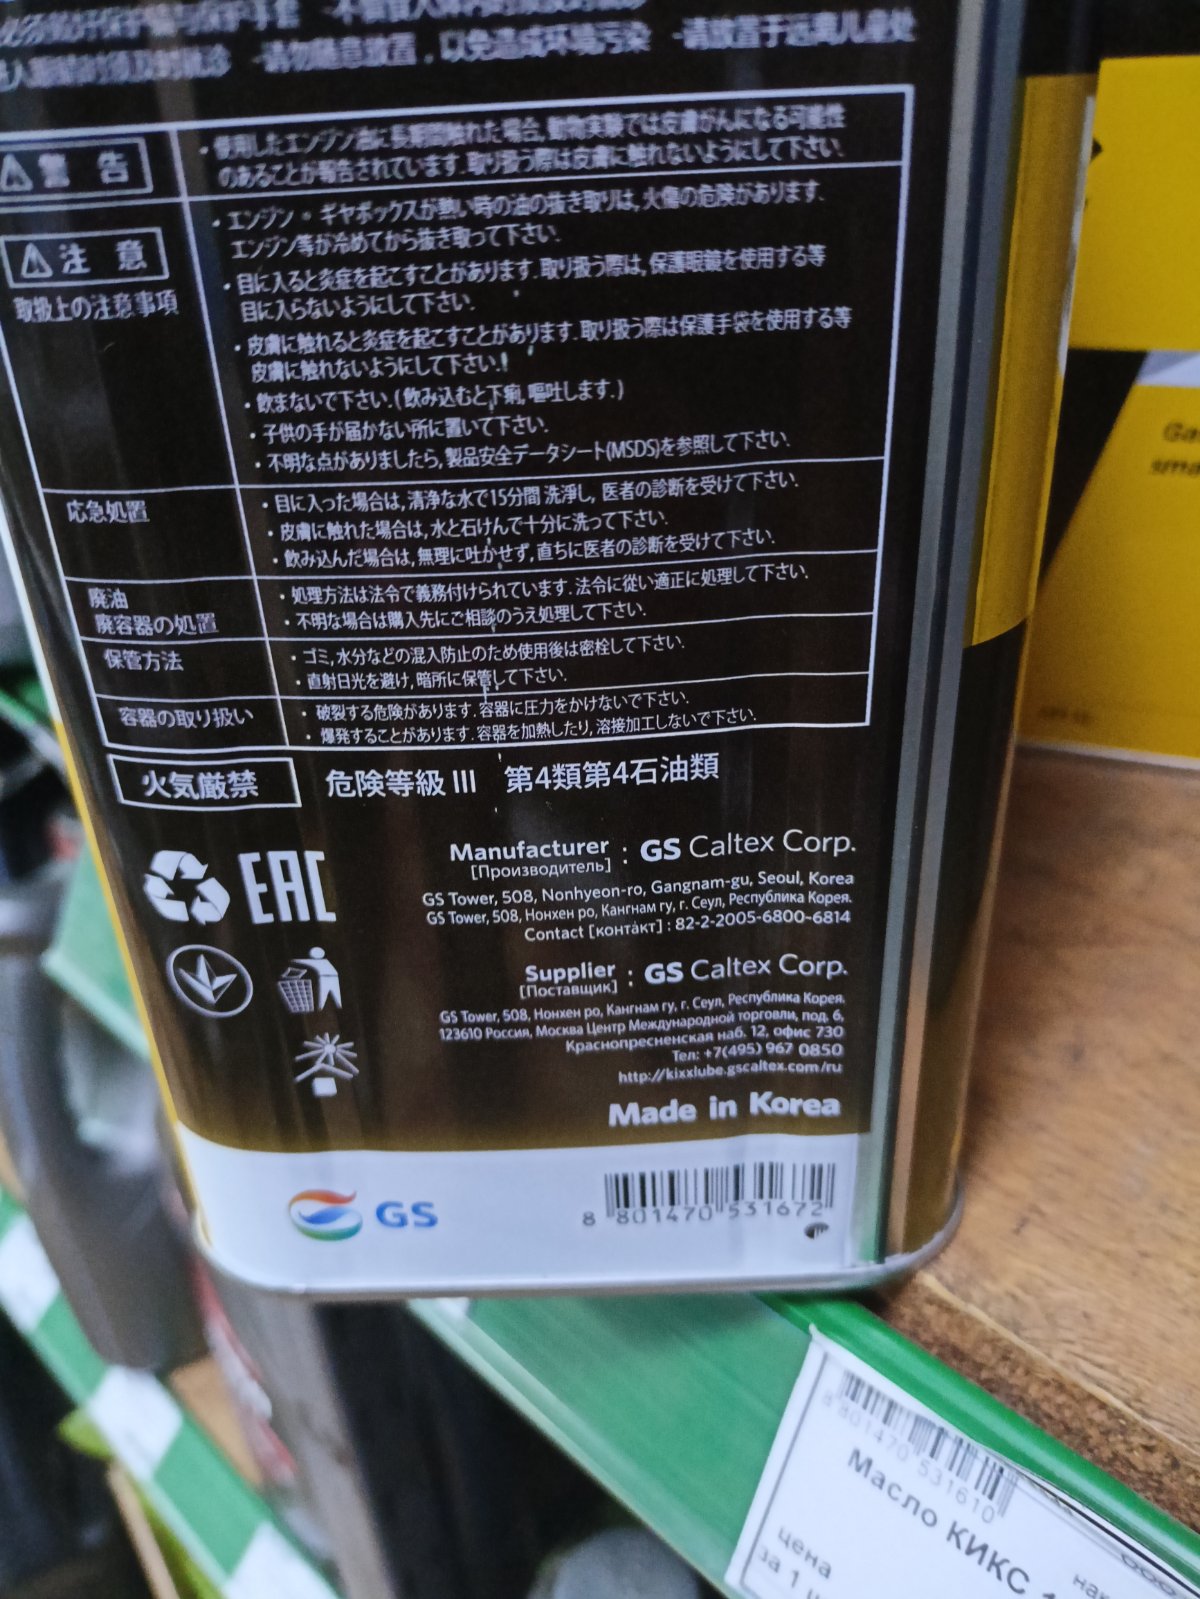 请勿随意放置，以免造成环境污染 -请放置于远离儿童处
警 告
・使用したエンジン油に長期間触れた場合, 動物実験では皮膚がんになる可能性
のあることが報告されています. 取り扱う際は皮膚に触れないようにして下さい.
注 意
取扱上の注意事項
・エンジン・ギヤボックスが熱い時の油の抜き取りは, 火傷の危険があります.
エンジン等が冷めてから抜き取って下さい.
・目に入ると炎症を起こすことがあります. 取り扱う際は, 保護眼鏡を使用する等
目に入らないようにして下さい.
・皮膚に触れると炎症を起こすことがあります. 取り扱う際は保護手袋を使用する等
皮膚に触れないようにして下さい.
・飲まないで下さい. (飲み込むと下痢, 嘔吐します.)
・子供の手が届かない所に置いて下さい.
・不明な点がありましたら, 製品安全データシート(MSDS)を参照して下さい.
応急処置
・目に入った場合は, 清浄な水で15分間 洗浄し, 医者の診断を受けて下さい.
・皮膚に触れた場合は, 水と石けんで十分に洗って下さい.
・飲み込んだ場合は, 無理に吐かせず, 直ちに医者の診断を受けて下さい.
廃油
廃容器の処置
・処理方法は法令で義務付けられています. 法令に従い適正に処理して下さい.
・不明な場合は購入先にご相談のうえ処理して下さい.
保管方法
・ゴミ, 水分などの混入防止のため使用後は密栓して下さい.
・直射日光を避け, 暗所に保管して下さい.
容器の取り扱い
・破裂する危険があります. 容器に圧力をかけないで下さい.
・爆発することがあります. 容器を加熱したり, 溶接加工しないで下さい.
火気厳禁 危険等級 III 第4類第4石油類
EAC
Manufacturer : GS Caltex Corp.
[Производитель]
GS Tower, 508, Nonhyeon-ro, Gangnam-gu, Seoul, Korea
GS Tower, 508, Нонхен ро, Кангнам гу, г. Сеул, Республика Корея.
Contact [контакт] : 82-2-2005-6800-6814
Supplier : GS Caltex Corp.
[Поставщик]
GS Tower, 508, Нонхен ро, Кангнам гу, г. Сеул, Республика Корея.
123610 Россия, Москва Центр Международной торговли, под. 6,
Краснопресненская наб. 12, офис 730
Тел: +7(495) 967 0850
http://kixxlube.gscaltex.com/ru
Made in Korea
GS
8 801470 531672
8 801470 531610
Масло КИКС
цена
за 1